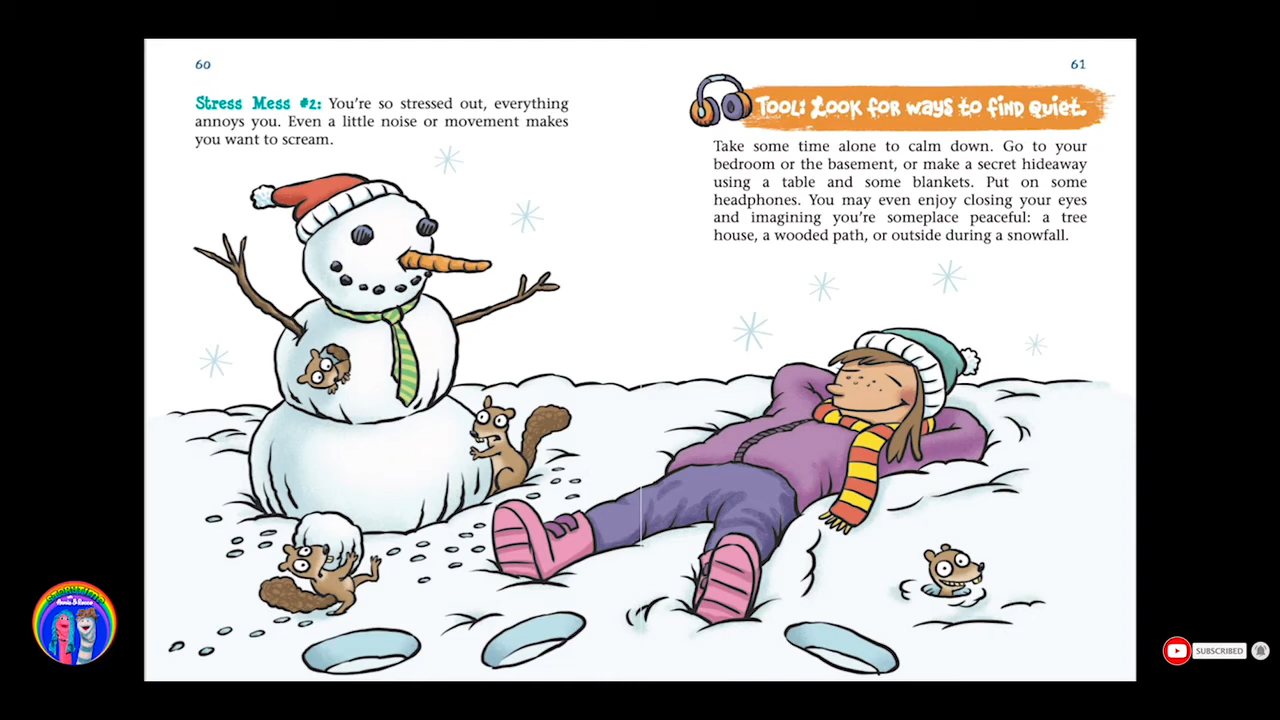 60
Stress Mess #2: You're so stressed out, everything
annoys you. Even a little noise or movement makes
you want to scream.
61
Tool: Look for ways to find quiet.
Take some time alone to calm down. Go to your
bedroom or the basement, or make a secret hideaway
using a table and some blankets. Put on some
headphones. You may even enjoy closing your eyes
and imagining you're someplace peaceful: a tree
house, a wooded path, or outside during a snowfall.
STORYTIME
with Annie & Rocco
SUBSCRIBED